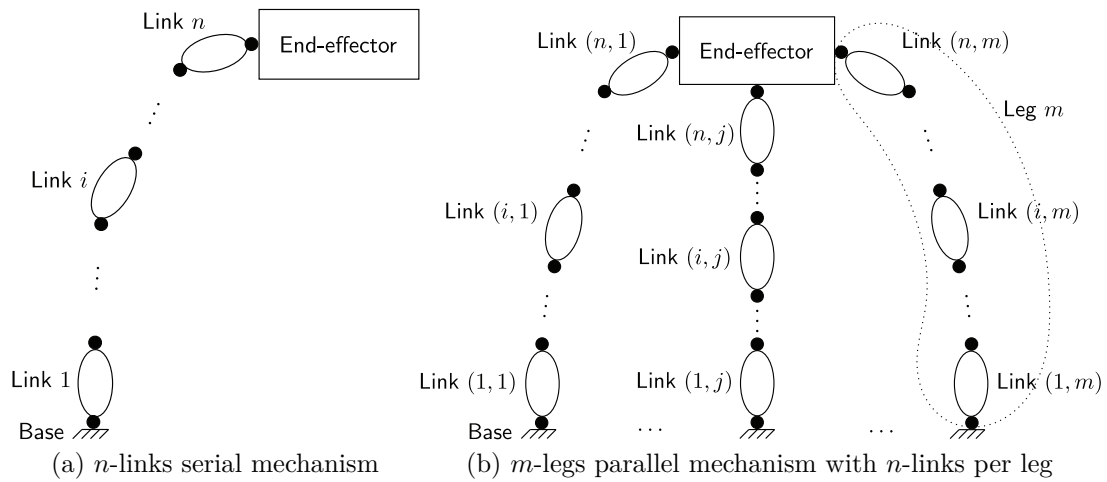 Link n
End-effector
Link i
Link 1
Base
(a) n-links serial mechanism
Link (n, 1)
End-effector
Link (n, m)
Leg m
Link (n, j)
Link (i, 1)
Link (i, j)
Link (i, m)
Link (1, 1)
Link (1, j)
Link (1, m)
Base
(b) m-legs parallel mechanism with n-links per leg